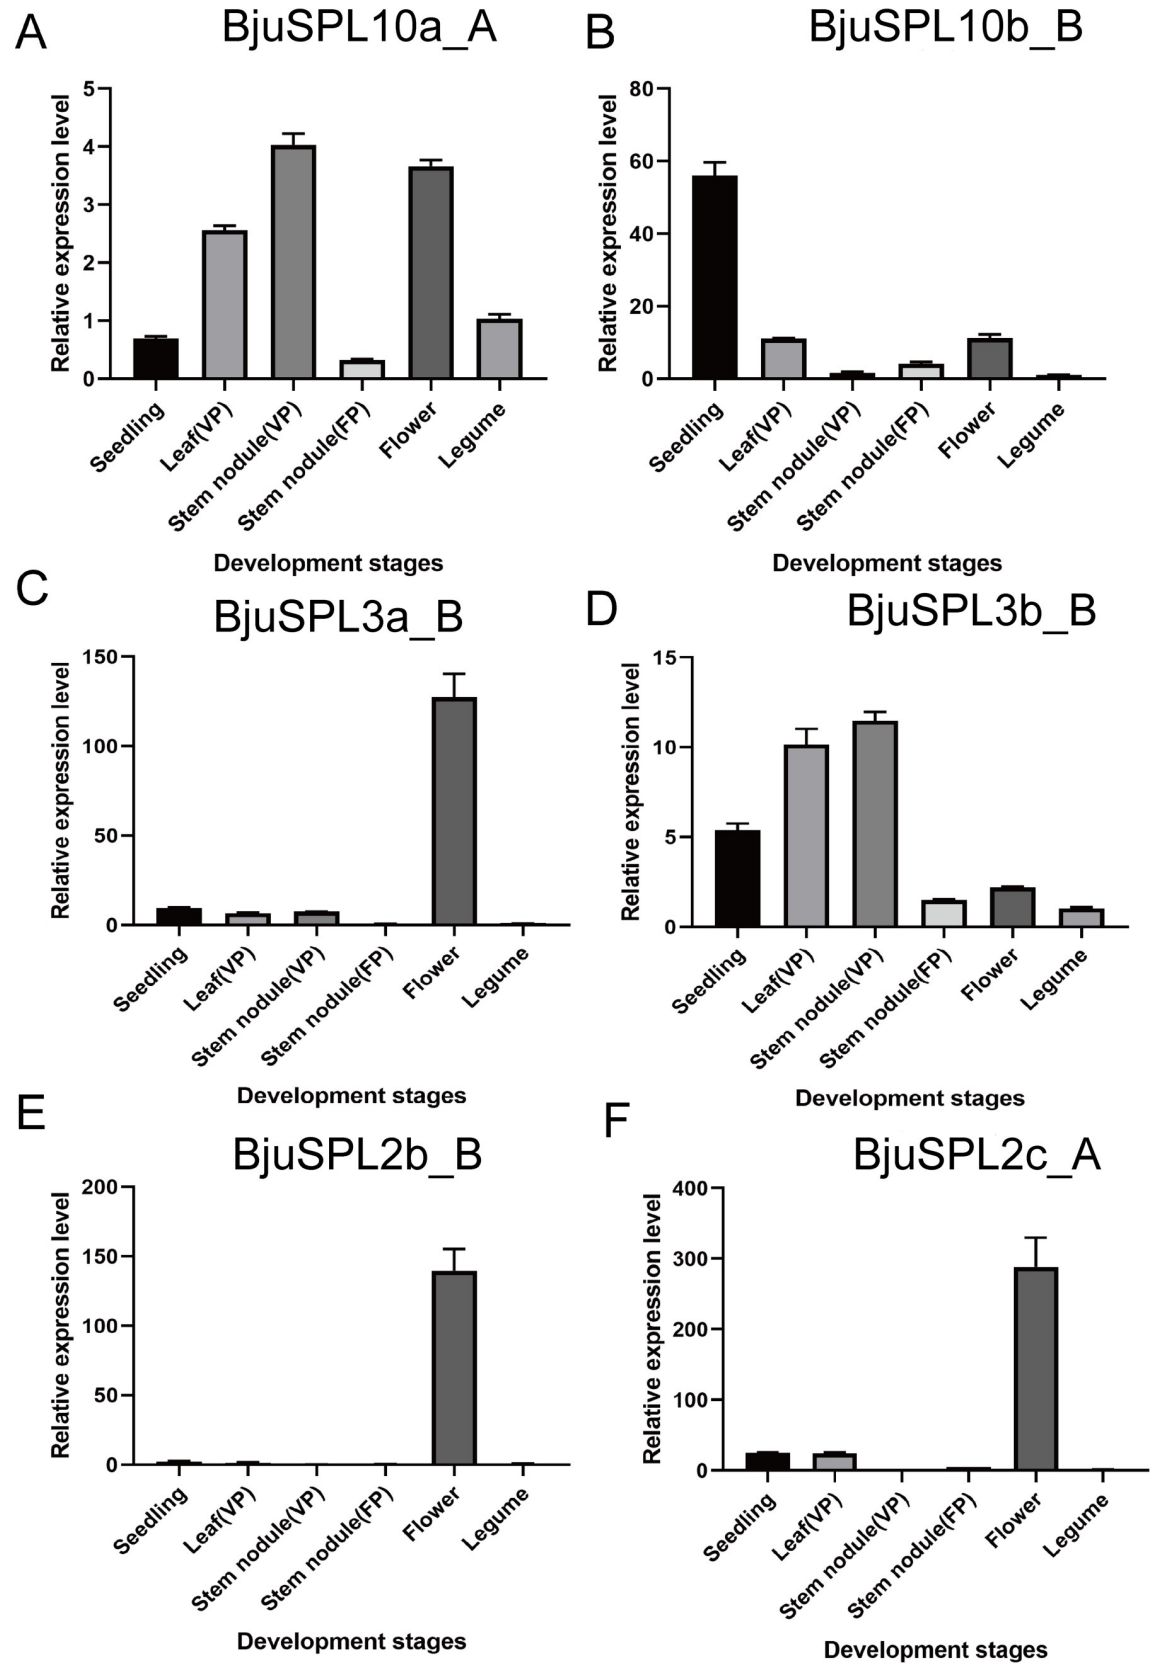 A
BjuSPL10a_A
Relative expression level
5
4
3
2
1
0
Seedling
Leaf(VP)
Stem nodule(VP)
Stem nodule(FP)
Flower
Legume
Development stages
B
BjuSPL10b_B
Relative expression level
80
60
40
20
0
Seedling
Leaf(VP)
Stem nodule(VP)
Stem nodule(FP)
Flower
Legume
Development stages
C
BjuSPL3a_B
Relative expression level
150
100
50
0
Seedling
Leaf(VP)
Stem nodule(VP)
Stem nodule(FP)
Flower
Legume
Development stages
D
BjuSPL3b_B
Relative expression level
15
10
5
0
Seedling
Leaf(VP)
Stem nodule(VP)
Stem nodule(FP)
Flower
Legume
Development stages
E
BjuSPL2b_B
Relative expression level
200
150
100
50
0
Seedling
Leaf(VP)
Stem nodule(VP)
Stem nodule(FP)
Flower
Legume
Development stages
F
BjuSPL2c_A
Relative expression level
400
300
200
100
0
Seedling
Leaf(VP)
Stem nodule(VP)
Stem nodule(FP)
Flower
Legume
Development stages